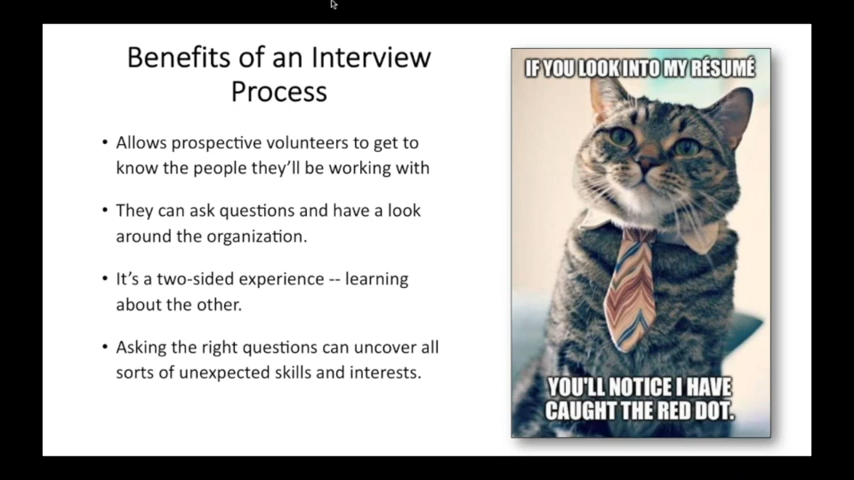 Benefits of an Interview
Process
• Allows prospective volunteers to get to
know the people they’ll be working with
• They can ask questions and have a look
around the organization.
• It’s a two-sided experience -- learning
about the other.
• Asking the right questions can uncover all
sorts of unexpected skills and interests.
IF YOU LOOK INTO MY RÉSUMÉ
YOU'LL NOTICE I HAVE
CAUGHT THE RED DOT.